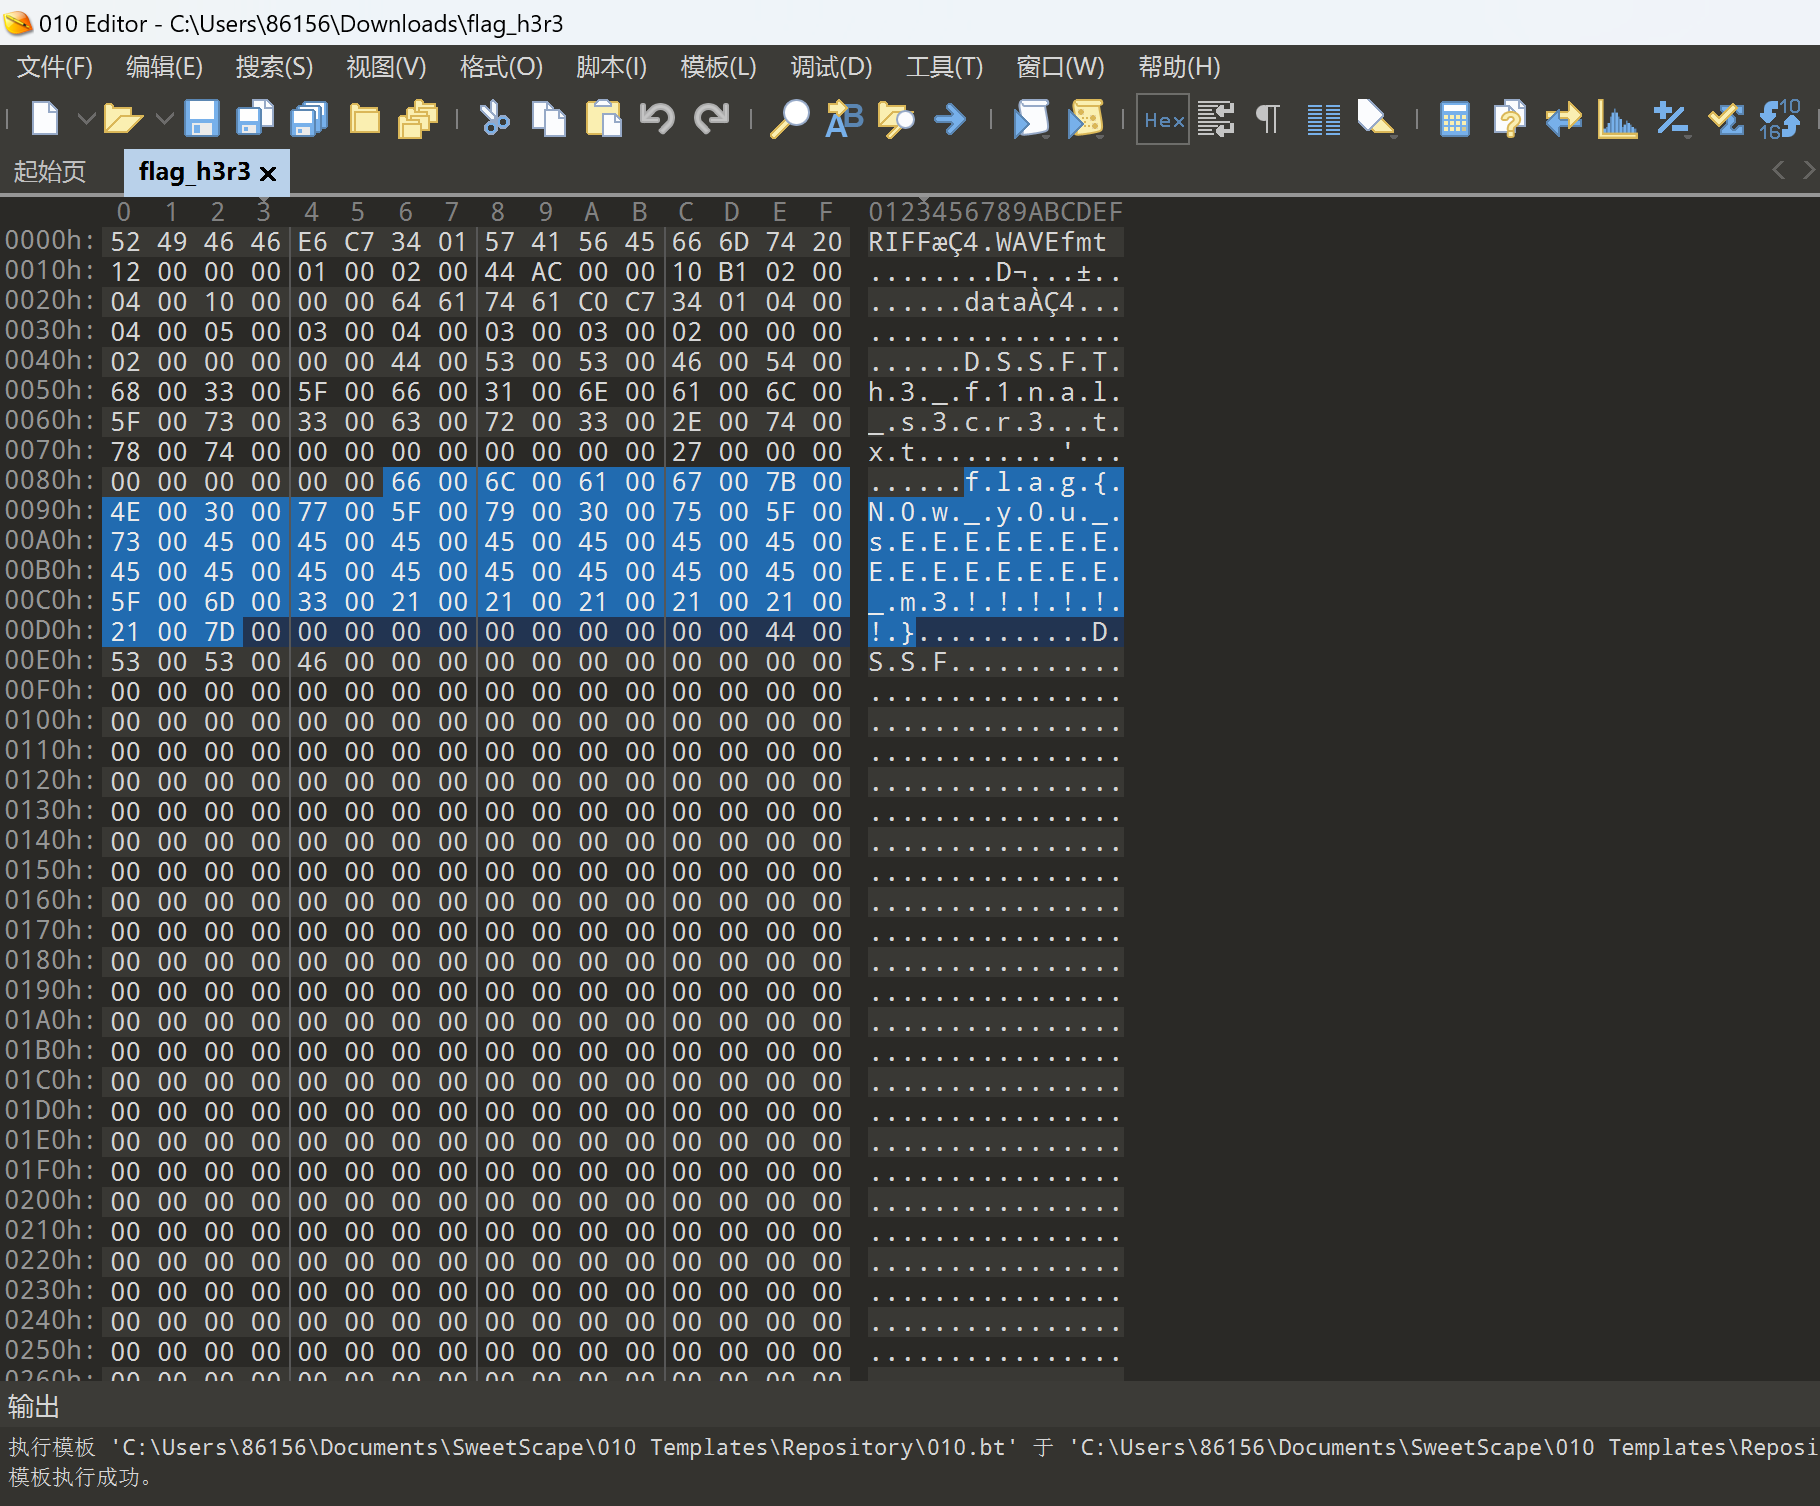 010 Editor - C:\Users\86156\Downloads\flag_h3r3
文件(F) 编辑(E) 搜索(S) 视图(V) 格式(O) 脚本(I) 模板(L) 调试(D) 工具(T) 窗口(W) 帮助(H)
Hex
起始页 flag_h3r3 x
0 1 2 3 4 5 6 7 8 9 A B C D E F 0123456789ABCDEF
0000h: 52 49 46 46 E6 C7 34 01 57 41 56 45 66 6D 74 20 RIFFæÇ4.WAVEfmt
0010h: 12 00 00 00 01 00 02 00 44 AC 00 00 10 B1 02 00 ........D¬...±..
0020h: 04 00 10 00 00 00 64 61 74 61 C0 C7 34 01 04 00 ......dataÀÇ4...
0030h: 04 00 05 00 03 00 04 00 03 00 03 00 02 00 00 00 ................
0040h: 02 00 00 00 00 00 44 00 53 00 53 00 46 00 54 00 ......D.S.S.F.T.
0050h: 68 00 33 00 5F 00 66 00 31 00 6E 00 61 00 6C 00 h.3._.f.1.n.a.l.
0060h: 5F 00 73 00 33 00 63 00 72 00 33 00 2E 00 74 00 _.s.3.c.r.3...t.
0070h: 78 00 74 00 00 00 00 00 00 00 00 00 27 00 00 00 x.t.........'...
0080h: 00 00 00 00 00 00 66 00 6C 00 61 00 67 00 7B 00 ......f.l.a.g.{.
0090h: 4E 00 30 00 77 00 5F 00 79 00 30 00 75 00 5F 00 N.0.w._.y.0.u._.
00A0h: 73 00 45 00 45 00 45 00 45 00 45 00 45 00 45 00 s.E.E.E.E.E.E.E.
00B0h: 45 00 45 00 45 00 45 00 45 00 45 00 45 00 45 00 E.E.E.E.E.E.E.E.
00C0h: 5F 00 6D 00 33 00 21 00 21 00 21 00 21 00 21 00 _.m.3.!.!.!.!.!.
00D0h: 21 00 7D 00 00 00 00 00 00 00 00 00 00 00 44 00 !.}...........D.
00E0h: 53 00 53 00 46 00 00 00 00 00 00 00 00 00 00 00 S.S.F...........
00F0h: 00 00 00 00 00 00 00 00 00 00 00 00 00 00 00 00 ................
0100h: 00 00 00 00 00 00 00 00 00 00 00 00 00 00 00 00 ................
0110h: 00 00 00 00 00 00 00 00 00 00 00 00 00 00 00 00 ................
0120h: 00 00 00 00 00 00 00 00 00 00 00 00 00 00 00 00 ................
0130h: 00 00 00 00 00 00 00 00 00 00 00 00 00 00 00 00 ................
0140h: 00 00 00 00 00 00 00 00 00 00 00 00 00 00 00 00 ................
0150h: 00 00 00 00 00 00 00 00 00 00 00 00 00 00 00 00 ................
0160h: 00 00 00 00 00 00 00 00 00 00 00 00 00 00 00 00 ................
0170h: 00 00 00 00 00 00 00 00 00 00 00 00 00 00 00 00 ................
0180h: 00 00 00 00 00 00 00 00 00 00 00 00 00 00 00 00 ................
0190h: 00 00 00 00 00 00 00 00 00 00 00 00 00 00 00 00 ................
01A0h: 00 00 00 00 00 00 00 00 00 00 00 00 00 00 00 00 ................
01B0h: 00 00 00 00 00 00 00 00 00 00 00 00 00 00 00 00 ................
01C0h: 00 00 00 00 00 00 00 00 00 00 00 00 00 00 00 00 ................
01D0h: 00 00 00 00 00 00 00 00 00 00 00 00 00 00 00 00 ................
01E0h: 00 00 00 00 00 00 00 00 00 00 00 00 00 00 00 00 ................
01F0h: 00 00 00 00 00 00 00 00 00 00 00 00 00 00 00 00 ................
0200h: 00 00 00 00 00 00 00 00 00 00 00 00 00 00 00 00 ................
0210h: 00 00 00 00 00 00 00 00 00 00 00 00 00 00 00 00 ................
0220h: 00 00 00 00 00 00 00 00 00 00 00 00 00 00 00 00 ................
0230h: 00 00 00 00 00 00 00 00 00 00 00 00 00 00 00 00 ................
0240h: 00 00 00 00 00 00 00 00 00 00 00 00 00 00 00 00 ................
0250h: 00 00 00 00 00 00 00 00 00 00 00 00 00 00 00 00 ................
0260h: 00 00 00 00 00 00 00 00 00 00 00 00 00 00 00 00
输出
执行模板 'C:\Users\86156\Documents\SweetScape\010 Templates\Repository\010.bt' 于 'C:\Users\86156\Documents\SweetScape\010 Templates\Reposi
模板执行成功。